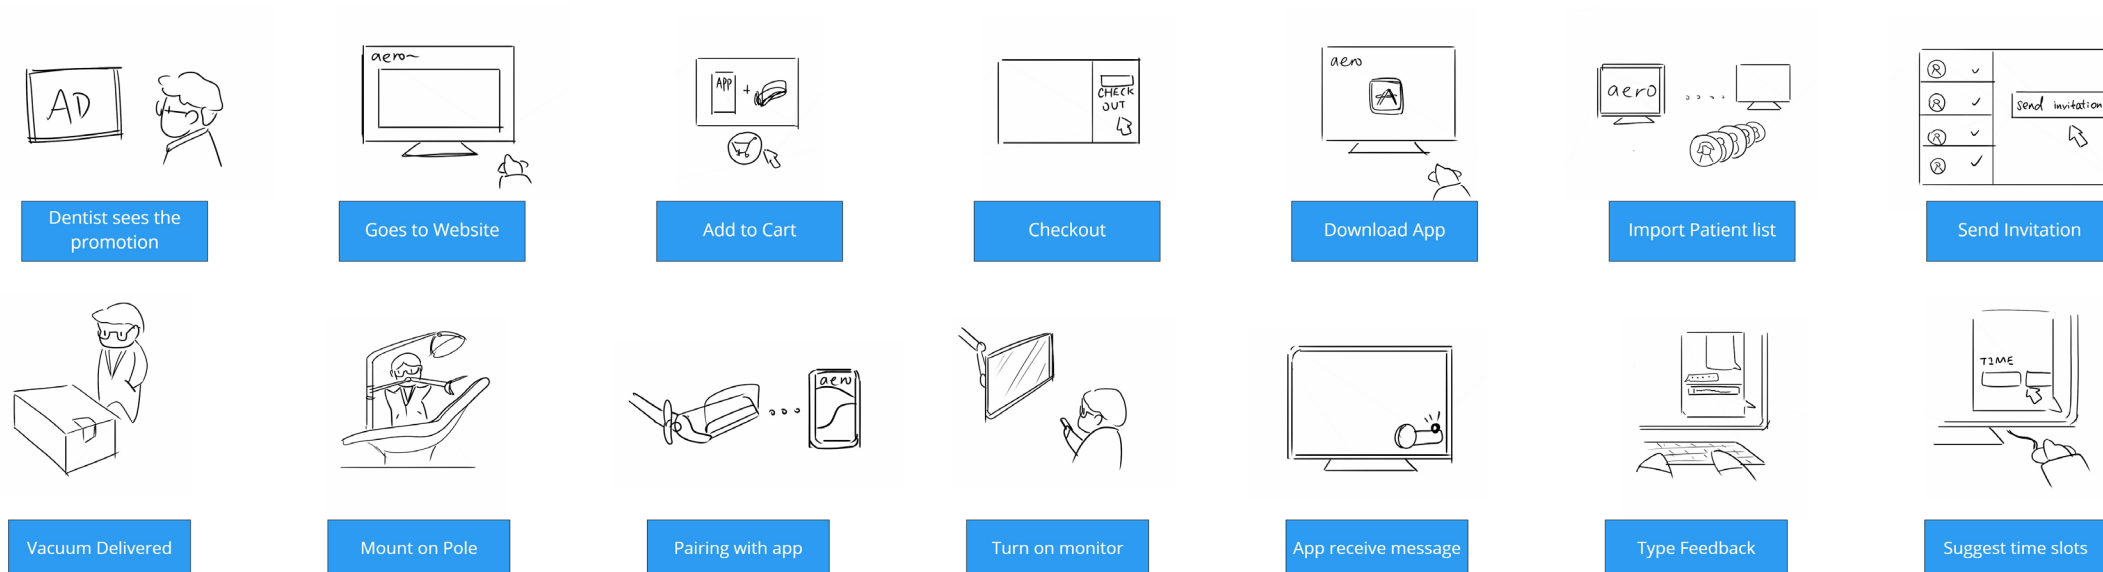 AD
aero
APP
+
CHECK
OUT
aero
aero
send invitation
Dentist sees the
promotion
Goes to Website
Add to Cart
Checkout
Download App
Import Patient list
Send Invitation
aero
TIME
Vacuum Delivered
Mount on Pole
Pairing with app
Turn on monitor
App receive message
Type Feedback
Suggest time slots